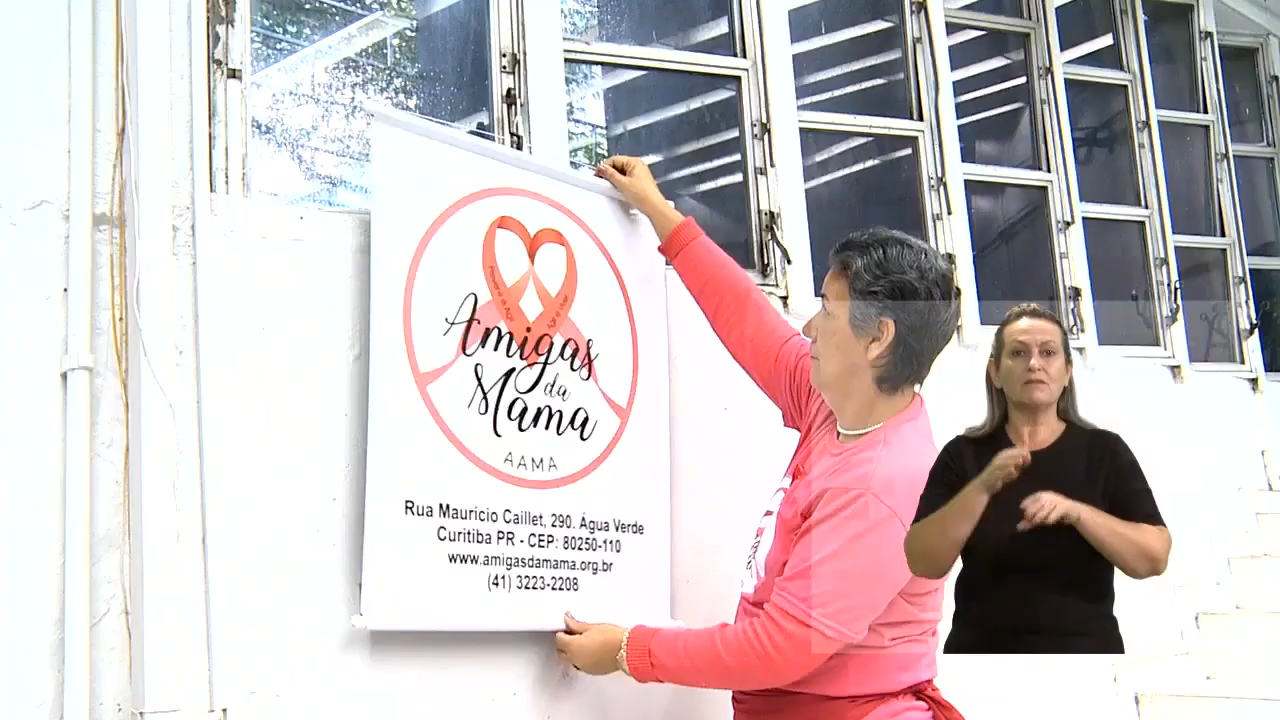 Amigas
da
Mama
AAMA
Rua Mauricio Caillet, 290. Água Verde
Curitiba PR - CEP: 80250-110
www.amigasdamama.org.br
(41) 3223-2208